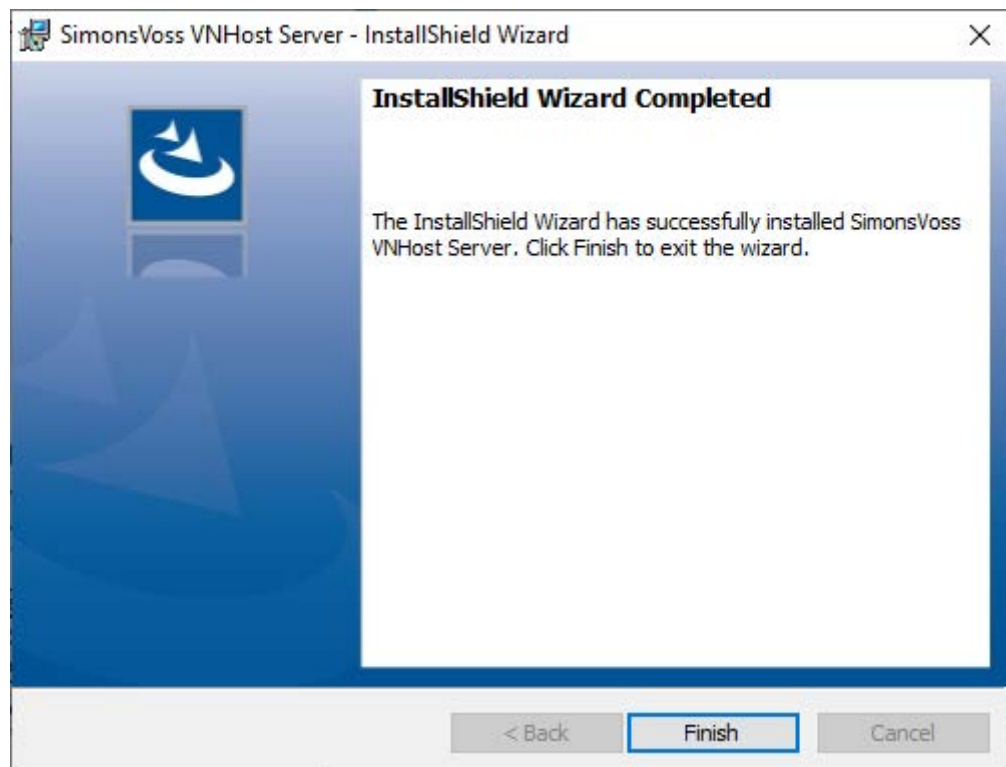 SimonsVoss VNHost Server - InstallShield Wizard
InstallShield Wizard Completed
The InstallShield Wizard has successfully installed SimonsVoss
VNHost Server. Click Finish to exit the wizard.
< Back
Finish
Cancel